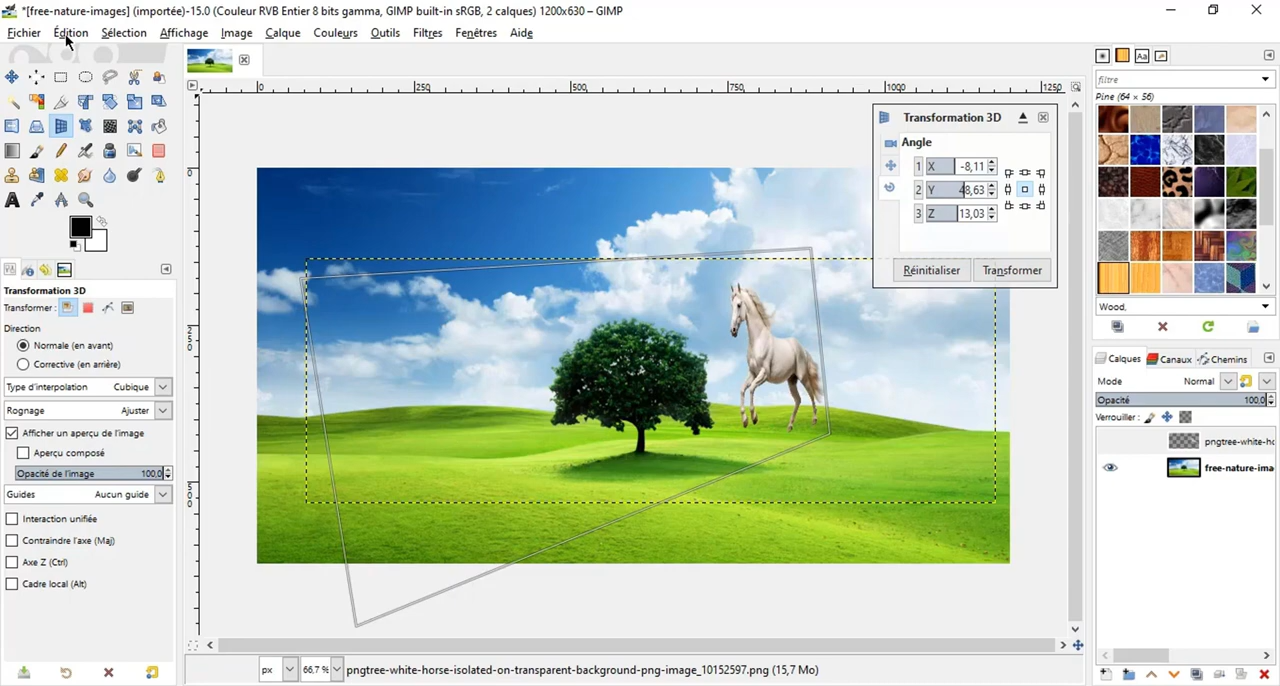 *[free-nature-images] (importée)-15.0 (Couleur RVB Entier 8 bits gamma, GIMP built-in sRGB, 2 calques) 1200x630 – GIMP
Fichier Édition Sélection Affichage Image Calque Couleurs Outils Filtres Fenêtres Aide
0 250 500 750 1000 1250
filtre
Pine (64 × 56)
Transformation 3D
Angle
1 X -8,11
2 Y 48,63
3 Z 13,03
Réinitialiser Transformer
0
250
500
Transformation 3D
Transformer :
Direction
Normale (en avant)
Corrective (en arrière)
Type d'interpolation Cubique
Rognage Ajuster
Afficher un aperçu de l'image
Aperçu composé
Opacité de l'image 100,0
Guides Aucun guide
Interaction unifiée
Contraindre l'axe (Maj)
Axe Z (Ctrl)
Cadre local (Alt)
Wood,
Calques Canaux Chemins
Mode Normal
Opacité 100,0
Verrouiller :
pngtree-white-ho
free-nature-ima
px 66,7 % pngtree-white-horse-isolated-on-transparent-background-png-image_10152597.png (15,7 Mo)